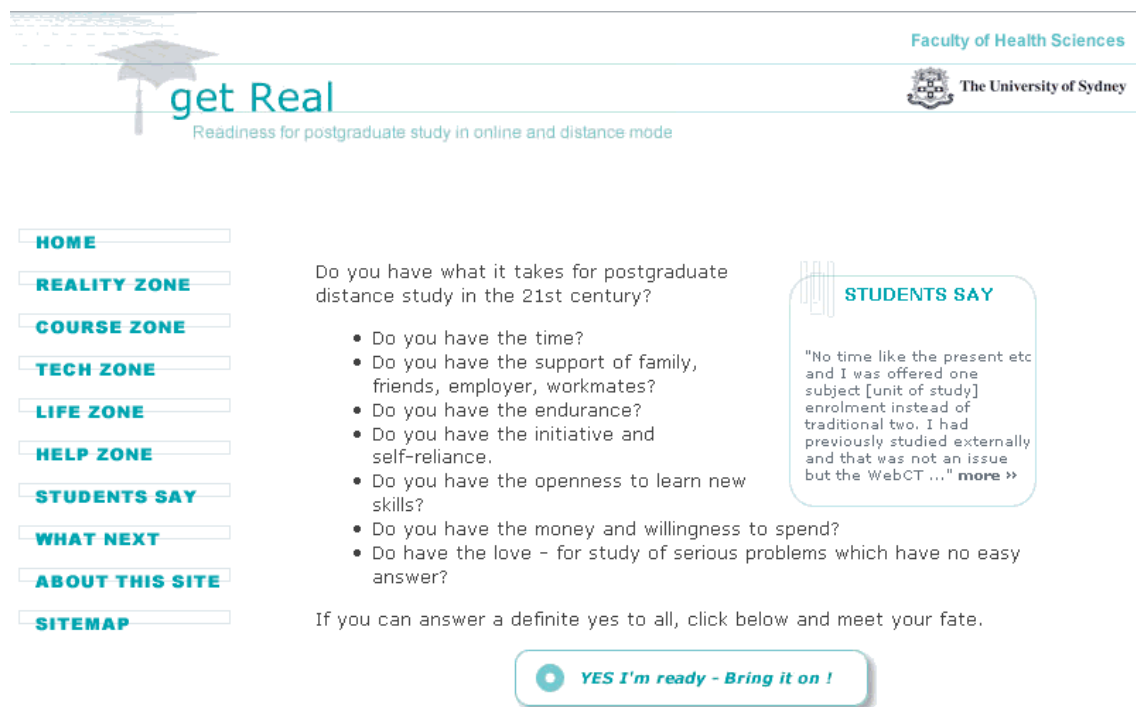 Faculty of Health Sciences
The University of Sydney
get Real
Readiness for postgraduate study in online and distance mode
HOME
REALITY ZONE
COURSE ZONE
TECH ZONE
LIFE ZONE
HELP ZONE
STUDENTS SAY
WHAT NEXT
ABOUT THIS SITE
SITEMAP
Do you have what it takes for postgraduate
distance study in the 21st century?
• Do you have the time?
• Do you have the support of family,
friends, employer, workmates?
• Do you have the endurance?
• Do you have the initiative and
self-reliance.
• Do you have the openness to learn new
skills?
• Do you have the money and willingness to spend?
• Do have the love - for study of serious problems which have no easy
answer?
If you can answer a definite yes to all, click below and meet your fate.
YES I'm ready - Bring it on !
STUDENTS SAY
"No time like the present etc
and I was offered one
subject [unit of study]
enrolment instead of
traditional two. I had
previously studied externally
and that was not an issue
but the WebCT ..." more ››